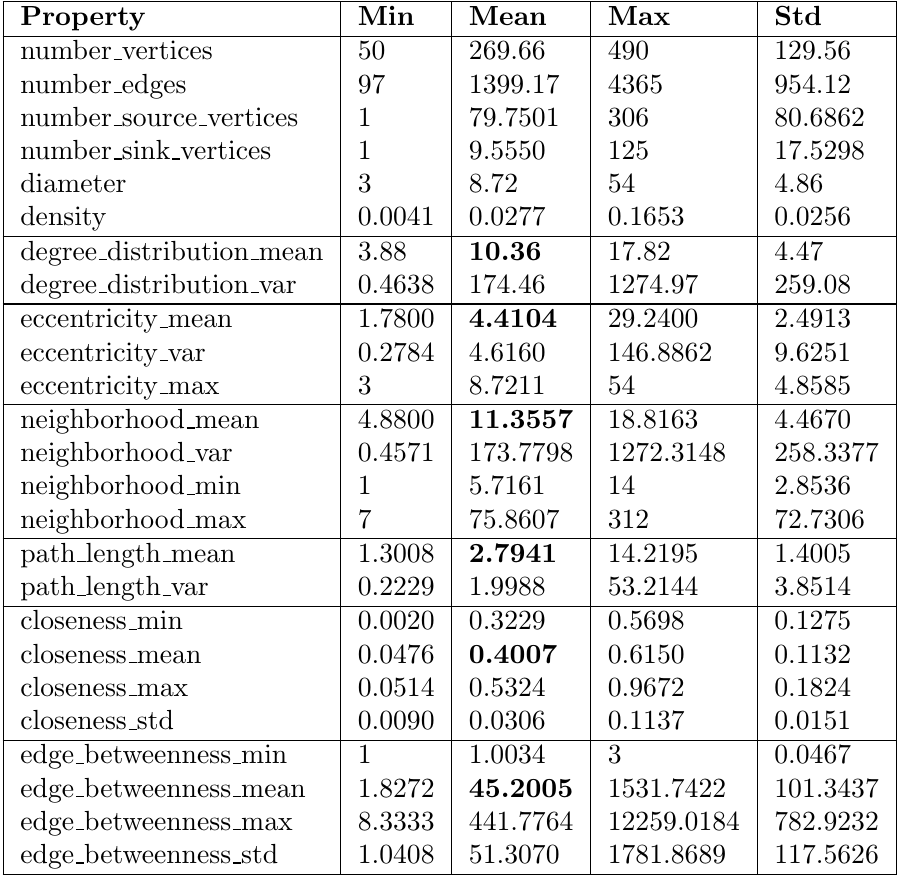 Property Min Mean Max Std
number_vertices 50 269.66 490 129.56
number_edges 97 1399.17 4365 954.12
number_source_vertices 1 79.7501 306 80.6862
number_sink_vertices 1 9.5550 125 17.5298
diameter 3 8.72 54 4.86
density 0.0041 0.0277 0.1653 0.0256
degree_distribution_mean 3.88 10.36 17.82 4.47
degree_distribution_var 0.4638 174.46 1274.97 259.08
eccentricity_mean 1.7800 4.4104 29.2400 2.4913
eccentricity_var 0.2784 4.6160 146.8862 9.6251
eccentricity_max 3 8.7211 54 4.8585
neighborhood_mean 4.8800 11.3557 18.8163 4.4670
neighborhood_var 0.4571 173.7798 1272.3148 258.3377
neighborhood_min 1 5.7161 14 2.8536
neighborhood_max 7 75.8607 312 72.7306
path_length_mean 1.3008 2.7941 14.2195 1.4005
path_length_var 0.2229 1.9988 53.2144 3.8514
closeness_min 0.0020 0.3229 0.5698 0.1275
closeness_mean 0.0476 0.4007 0.6150 0.1132
closeness_max 0.0514 0.5324 0.9672 0.1824
closeness_std 0.0090 0.0306 0.1137 0.0151
edge_betweenness_min 1 1.0034 3 0.0467
edge_betweenness_mean 1.8272 45.2005 1531.7422 101.3437
edge_betweenness_max 8.3333 441.7764 12259.0184 782.9232
edge_betweenness_std 1.0408 51.3070 1781.8689 117.5626